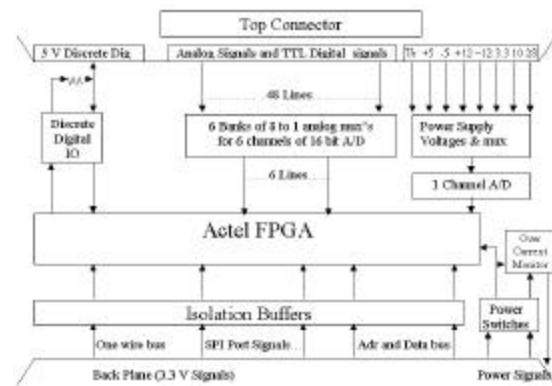 Top Connector
5 V Discrete Dig
Analog Signals and TTL Digital signals
+5 -5 +12 -12 3.3 10 28
48 Lines
Discrete
Digital
IO
6 Banks of 8 to 1 analog mux"s
for 6 channels of 16 bit A/D
Power Supply
Voltages & mux
6 Lines
1 Channel A/D
Actel FPGA
Over
Current
Monitor
Isolation Buffers
Power
Switches
One wire bus
SPI Port Signals
Adr and Data bus
Back Plane (3.3 V Signals)
Power Signals